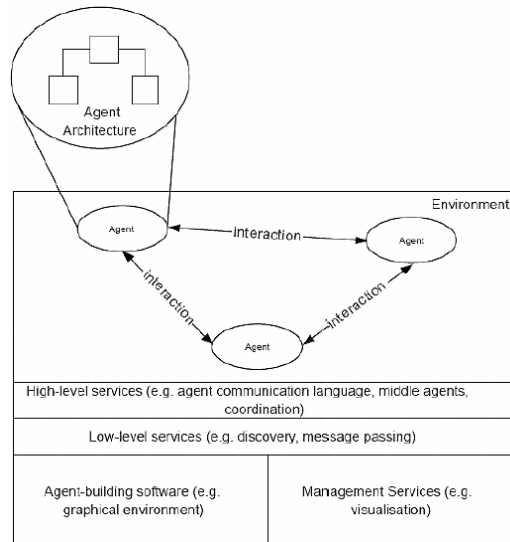 Agent
Architecture
Environment
Agent
interaction
Agent
interaction
interaction
Agent
High-level services (e.g. agent communication language, middle agents,
coordination)
Low-level services (e.g. discovery, message passing)
Agent-building software (e.g.
graphical environment)
Management Services (e.g.
visualisation)